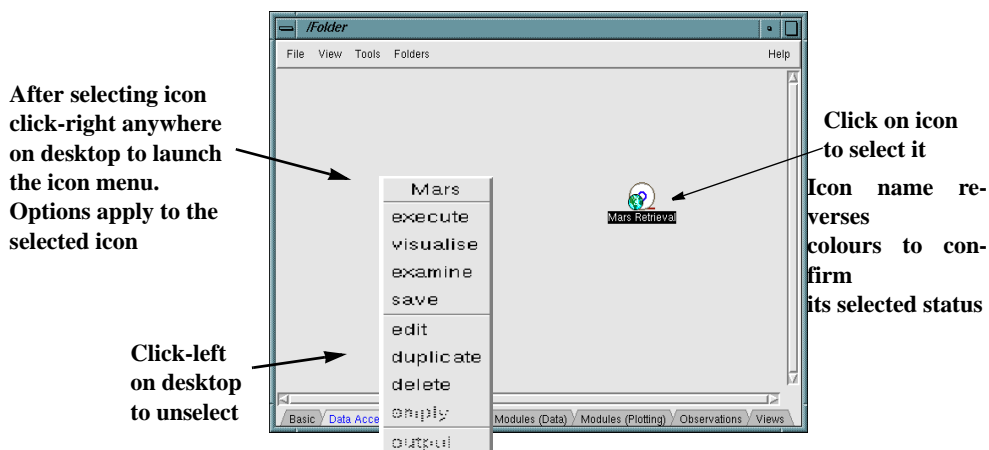 /Folder
File View Tools Folders Help
After selecting icon
click-right anywhere
on desktop to launch
the icon menu.
Options apply to the
selected icon
Click on icon
to select it
Icon name re-
verses
colours to con-
firm
its selected status
Mars Retrieval
Mars
execute
visualise
examine
save
edit
duplicate
delete
empty
output
Click-left
on desktop
to unselect
Basic Data Acce Modules (Data) Modules (Plotting) Observations Views